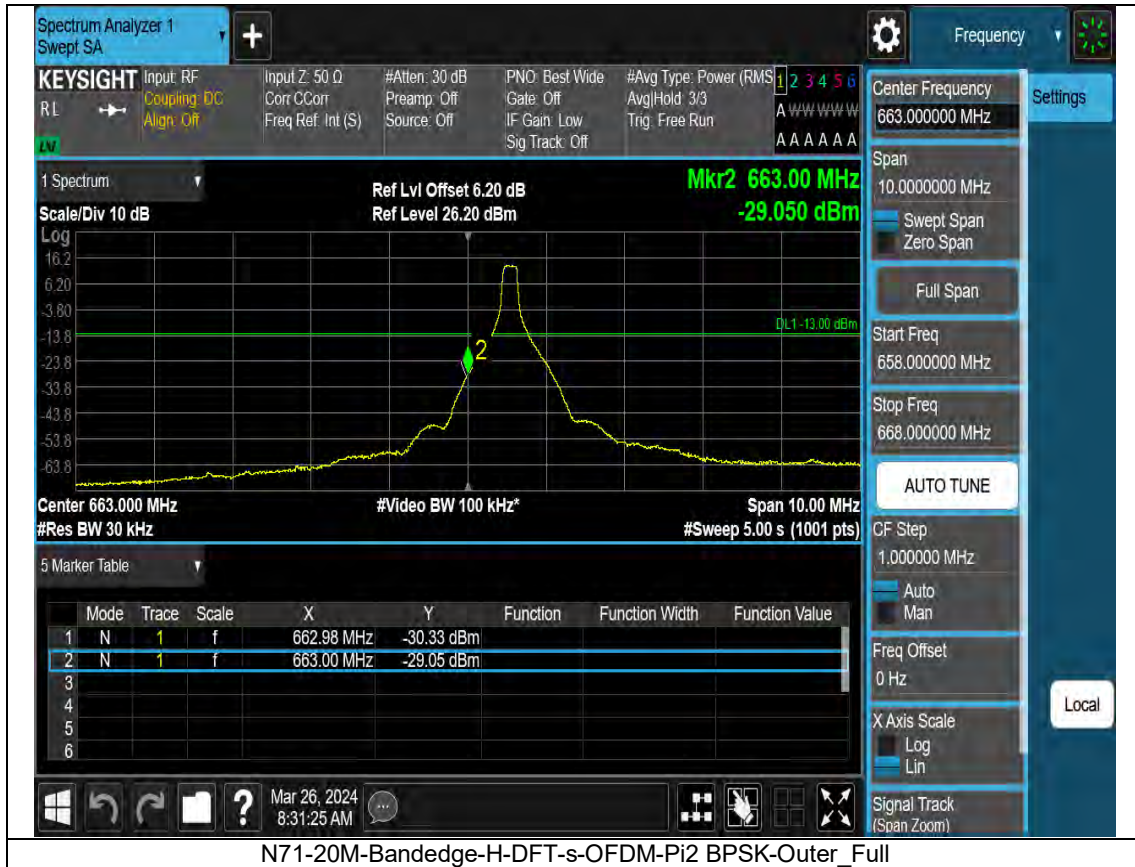 Spectrum Analyzer 1
Swept SA
Frequency
KEYSIGHT
RL
Input: RF
Coupling: DC
Align: Off
Input Z: 50 Ω
Corr CCorr
Freq Ref: Int (S)
#Atten: 30 dB
Preamp: Off
Source: Off
PNO: Best Wide
Gate: Off
IF Gain: Low
Sig Track: Off
#Avg Type: Power (RMS
Avg|Hold: 3/3
Trig: Free Run
1 2 3 4 5 6
A W W W W W
A A A A A A
1 Spectrum
Scale/Div 10 dB
Ref Lvl Offset 6.20 dB
Ref Level 26.20 dBm
Mkr2 663.00 MHz
-29.050 dBm
Log
16.2
6.20
-3.80
-13.8
-23.8
-33.8
-43.8
-53.8
-63.8
DL1 -13.00 dBm
2
Center 663.000 MHz
#Res BW 30 kHz
#Video BW 100 kHz*
Span 10.00 MHz
#Sweep 5.00 s (1001 pts)
5 Marker Table
Mode Trace Scale X Y Function Function Width Function Value
1 N 1 f 662.98 MHz -30.33 dBm
2 N 1 f 663.00 MHz -29.05 dBm
3
4
5
6
Mar 26, 2024
8:31:25 AM
Center Frequency
663.000000 MHz
Settings
Span
10.0000000 MHz
Swept Span
Zero Span
Full Span
Start Freq
658.000000 MHz
Stop Freq
668.000000 MHz
AUTO TUNE
CF Step
1.000000 MHz
Auto
Man
Freq Offset
0 Hz
X Axis Scale
Log
Lin
Signal Track
(Span Zoom)
Local
N71-20M-Bandedge-H-DFT-s-OFDM-Pi2 BPSK-Outer_Full